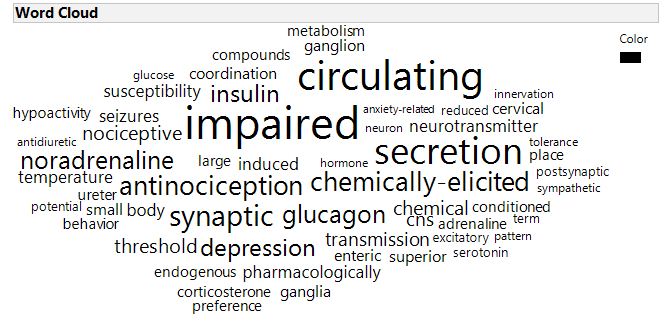 Word Cloud
Color
metabolism
ganglion
compounds
glucose coordination
circulating
susceptibility insulin
innervation
hypoactivity seizures
impaired
anxiety-related reduced cervical
nociceptive
neuron neurotransmitter
antidiuretic
noradrenaline
large induced hormone
secretion
tolerance
place
temperature
antinociception
chemically-elicited
postsynaptic
sympathetic
ureter
potential small body
synaptic
glucagon
chemical conditioned
behavior
cns adrenaline term
threshold depression
transmission excitatory pattern
enteric superior serotonin
endogenous pharmacologically
corticosterone ganglia
preference